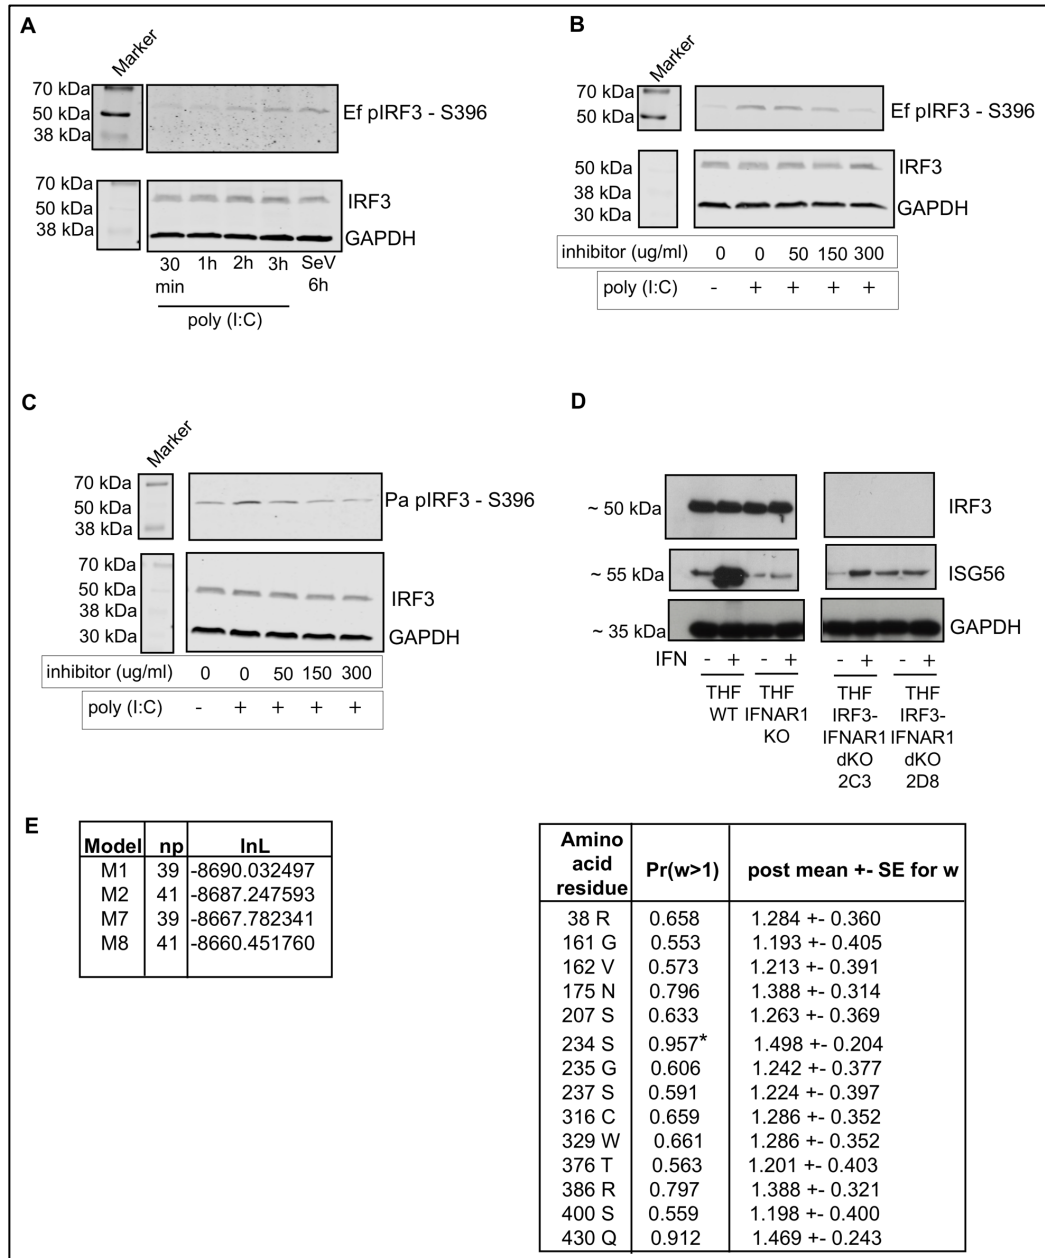 A
Marker
70 kDa
50 kDa
38 kDa
Ef pIRF3 - S396
70 kDa
50 kDa
38 kDa
IRF3
GAPDH
30 1h 2h 3h SeV
min 6h
poly (I:C)
B
Marker
70 kDa
50 kDa
Ef pIRF3 - S396
50 kDa
38 kDa
30 kDa
IRF3
GAPDH
inhibitor (ug/ml) 0 0 50 150 300
poly (I:C) - + + + +
C
Marker
70 kDa
50 kDa
38 kDa
Pa pIRF3 - S396
70 kDa
50 kDa
38 kDa
30 kDa
IRF3
GAPDH
inhibitor (ug/ml) 0 0 50 150 300
poly (I:C) - + + + +
D
~ 50 kDa IRF3
~ 55 kDa ISG56
~ 35 kDa GAPDH
IFN - + - + - + - +
THF THF THF THF
WT IFNAR1 IRF3- IRF3-
KO IFNAR1 IFNAR1
dKO dKO
2C3 2D8
E
Model np lnL
M1 39 -8690.032497
M2 41 -8687.247593
M7 39 -8667.782341
M8 41 -8660.451760
Amino
acid
residue Pr(w>1) post mean +- SE for w
38 R 0.658 1.284 +- 0.360
161 G 0.553 1.193 +- 0.405
162 V 0.573 1.213 +- 0.391
175 N 0.796 1.388 +- 0.314
207 S 0.633 1.263 +- 0.369
234 S 0.957* 1.498 +- 0.204
235 G 0.606 1.242 +- 0.377
237 S 0.591 1.224 +- 0.397
316 C 0.659 1.286 +- 0.352
329 W 0.661 1.286 +- 0.352
376 T 0.563 1.201 +- 0.403
386 R 0.797 1.388 +- 0.321
400 S 0.559 1.198 +- 0.400
430 Q 0.912 1.469 +- 0.243